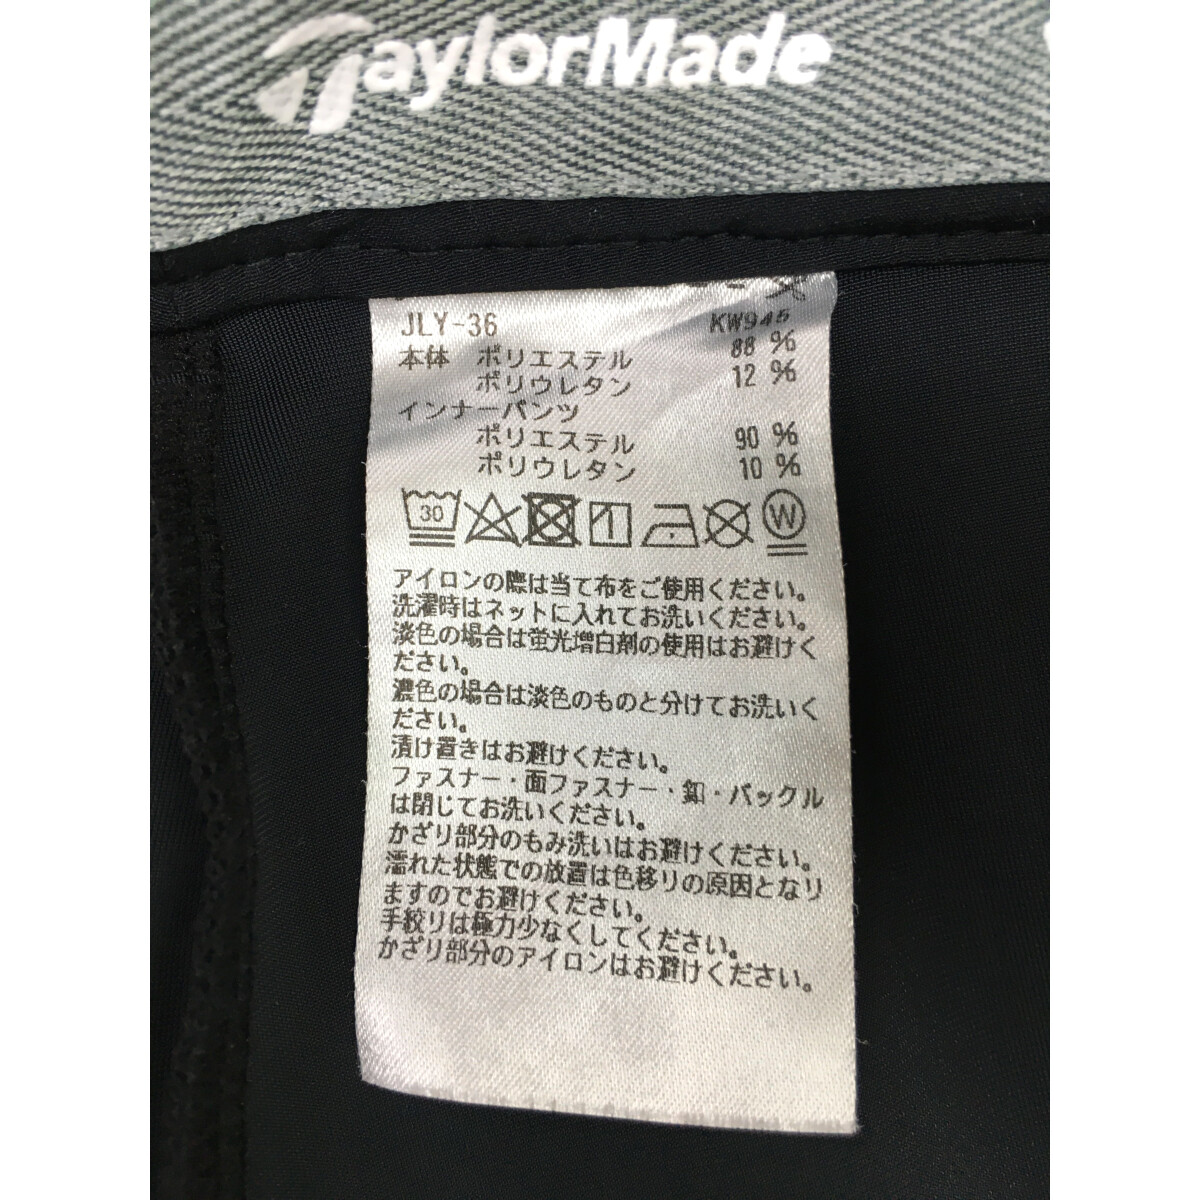 TaylorMade
JLY-36 KW945
本体 ポリエステル 88 %
ポリウレタン 12 %
インナーパンツ
ポリエステル 90 %
ポリウレタン 10 %
30 W
アイロンの際は当て布をご使用ください。
洗濯時はネットに入れてお洗いください。
淡色の場合は蛍光増白剤の使用はお避けく
ださい。
濃色の場合は淡色のものと分けてお洗いく
ださい。
漬け置きはお避けください。
ファスナー・面ファスナー・釦・バックル
は閉じてお洗いください。
かざり部分のもみ洗いはお避けください。
濡れた状態での放置は色移りの原因となり
ますのでお避けください。
手絞りは極力少なくしてください。
かざり部分のアイロンはお避けください。